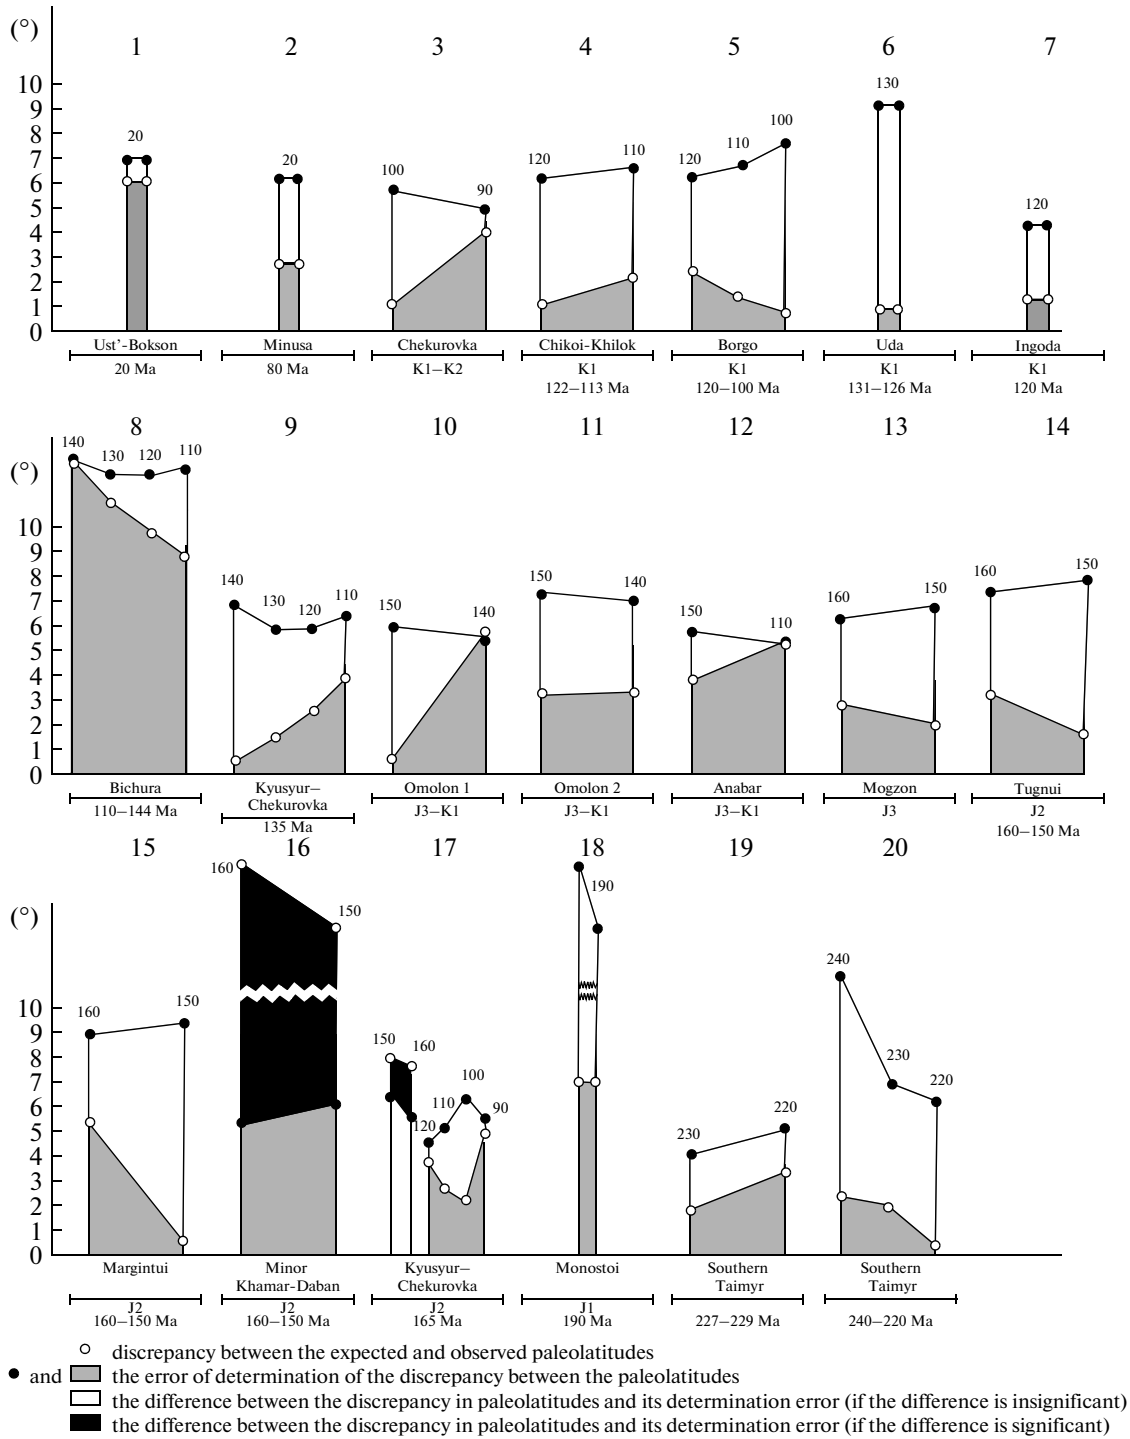 (°)
1 2 3 4 5 6 7
10
9
8
7
6
5
4
3
2
1
0
20
20
100
90
120
110
120
110
100
130
120
Ust’-Bokson
20 Ma
Minusa
80 Ma
Chekurovka
K1–K2
Chikoi-Khilok
K1
122–113 Ma
Borgo
K1
120–100 Ma
Uda
K1
131–126 Ma
Ingoda
K1
120 Ma
8 9 10 11 12 13 14
(°)
10
9
8
7
6
5
4
3
2
1
0
140
130
120
110
140
130
120
110
150
140
150
140
150
110
160
150
160
150
Bichura
110–144 Ma
Kyusyur–
Chekurovka
135 Ma
Omolon 1
J3–K1
Omolon 2
J3–K1
Anabar
J3–K1
Mogzon
J3
Tugnui
J2
160–150 Ma
15 16 17 18 19 20
(°)
10
9
8
7
6
5
4
3
2
1
0
160
150
160
150
150
160
120
110
100
90
190
230
220
240
230
220
Margintui
J2
160–150 Ma
Minor
Khamar-Daban
J2
160–150 Ma
Kyusyur–
Chekurovka
J2
165 Ma
Monostoi
J1
190 Ma
Southern
Taimyr
227–229 Ma
Southern
Taimyr
240–220 Ma
discrepancy between the expected and observed paleolatitudes
and the error of determination of the discrepancy between the paleolatitudes
the difference between the discrepancy in paleolatitudes and its determination error (if the difference is insignificant)
the difference between the discrepancy in paleolatitudes and its determination error (if the difference is significant)